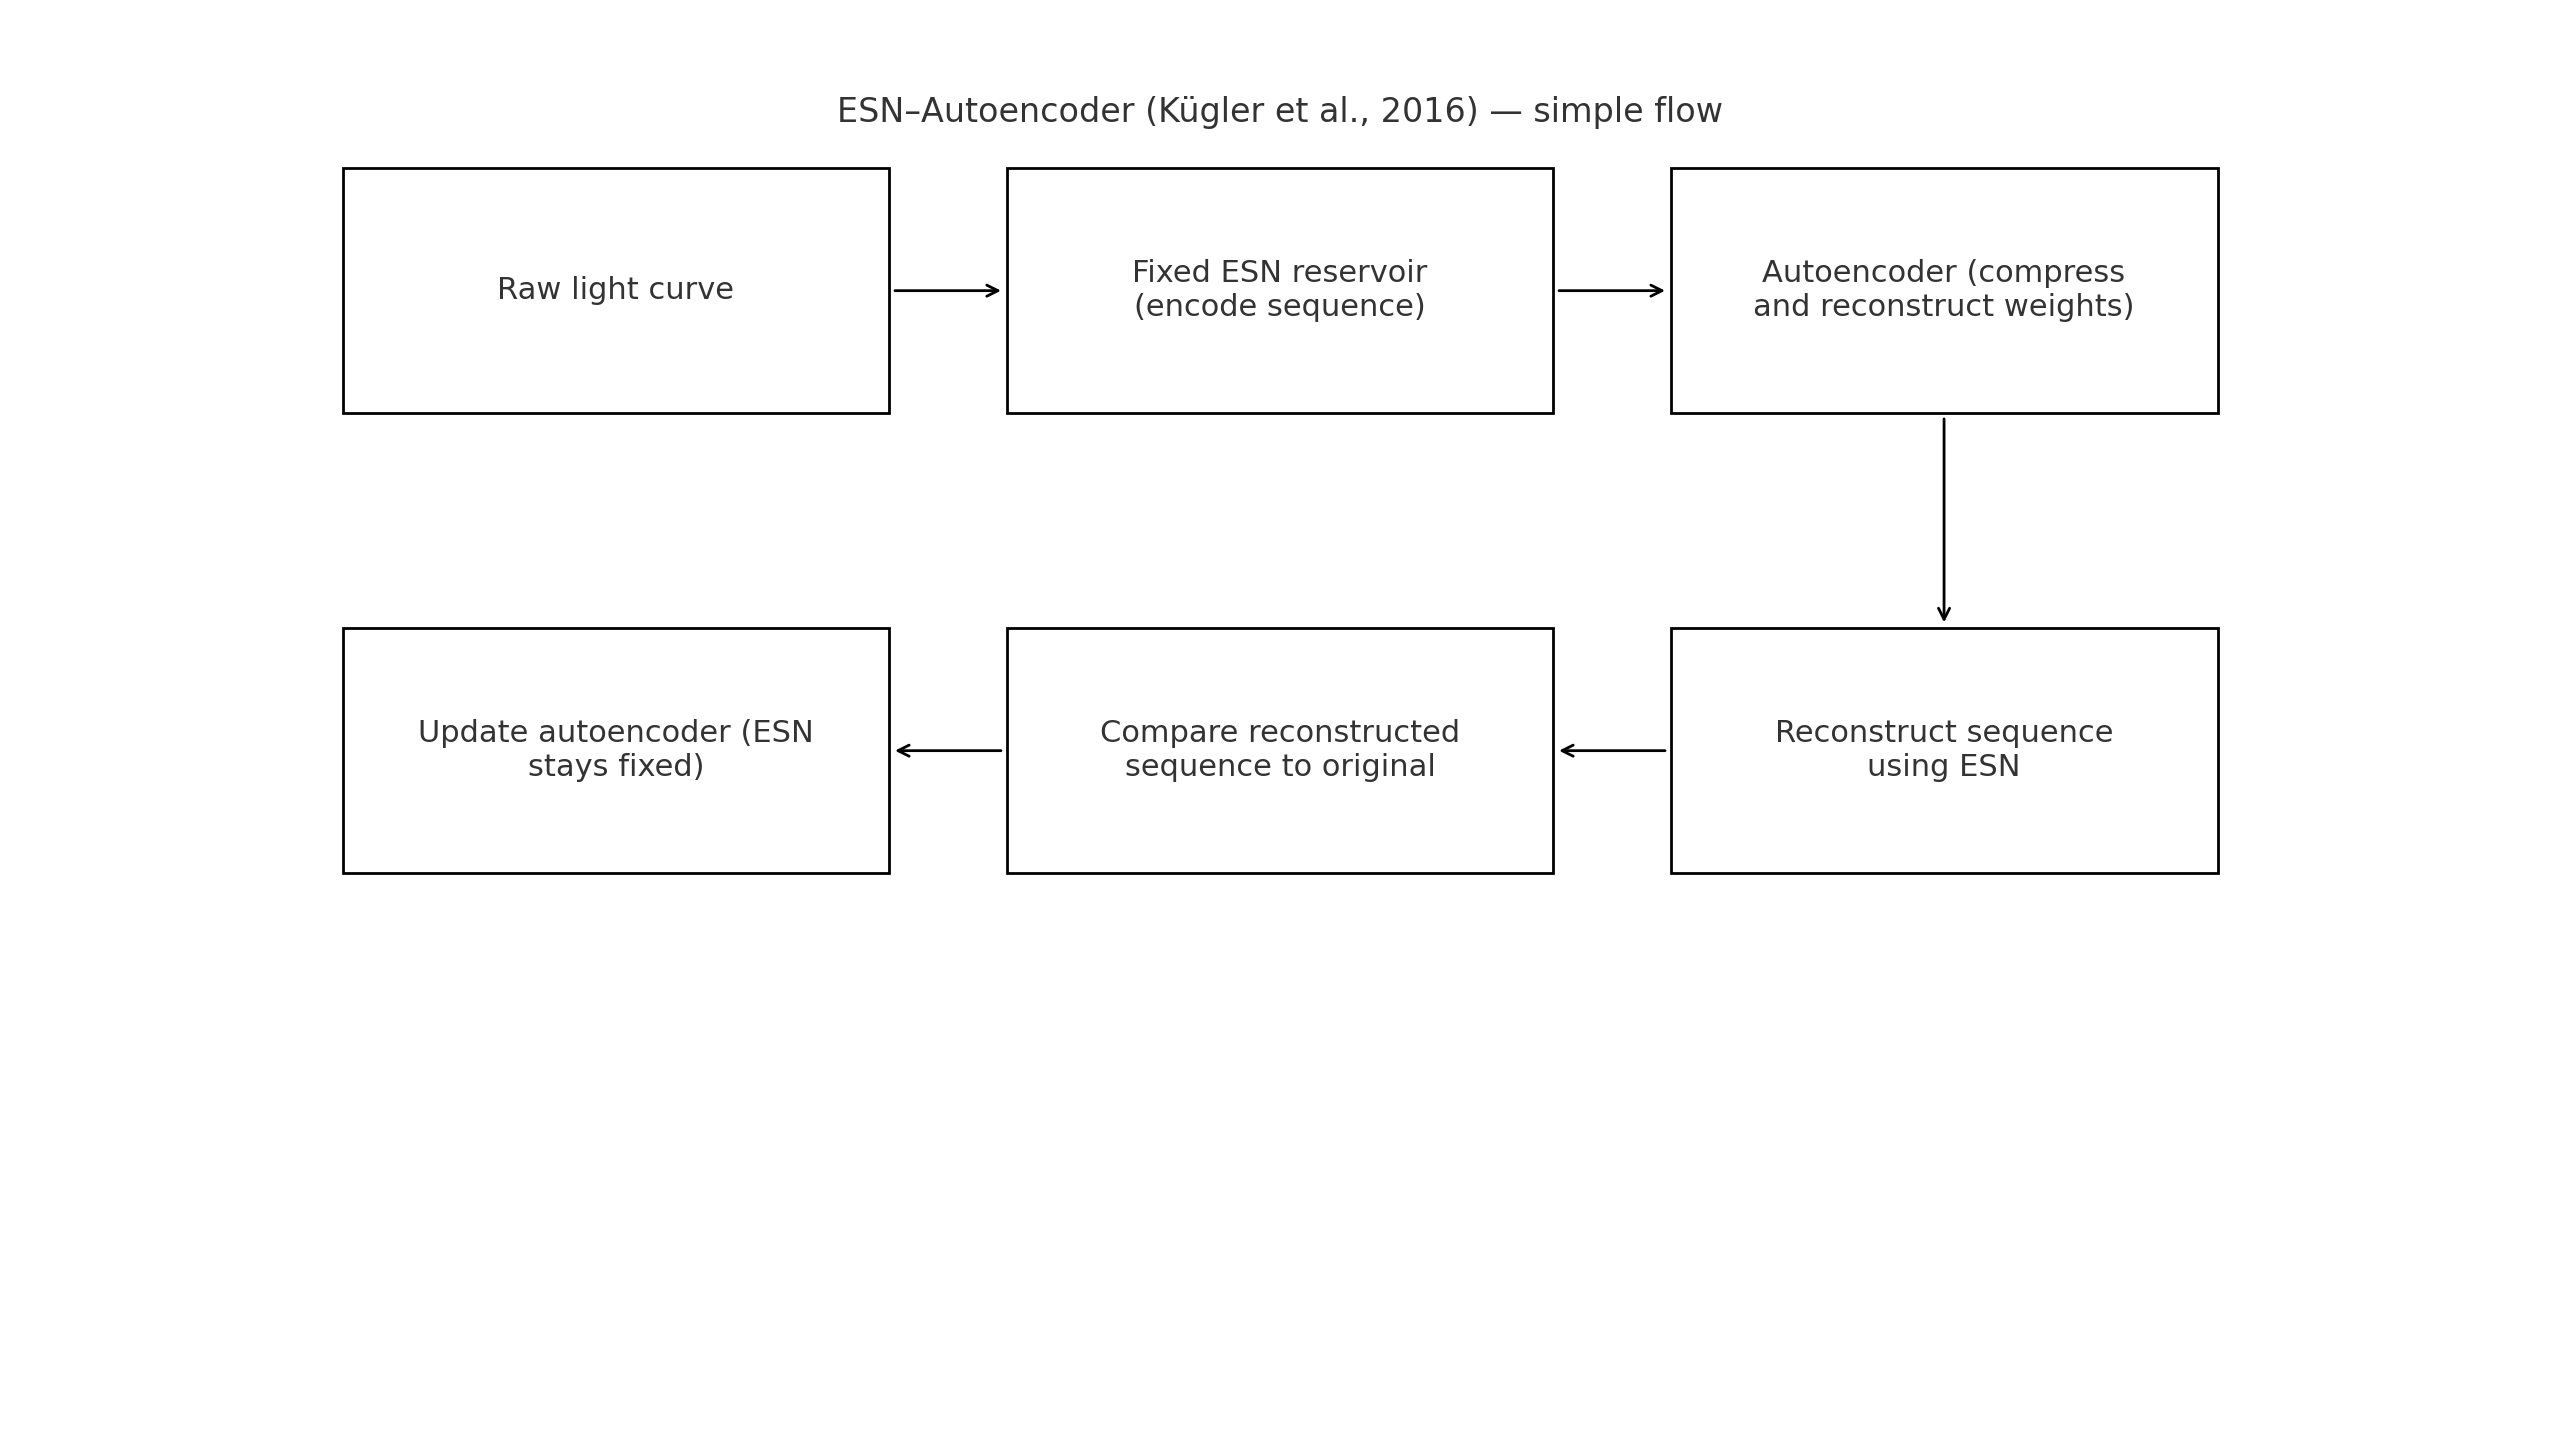 ESN–Autoencoder (Kügler et al., 2016) — simple flow
Raw light curve
Fixed ESN reservoir
(encode sequence)
Autoencoder (compress
and reconstruct weights)
Reconstruct sequence
using ESN
Compare reconstructed
sequence to original
Update autoencoder (ESN
stays fixed)